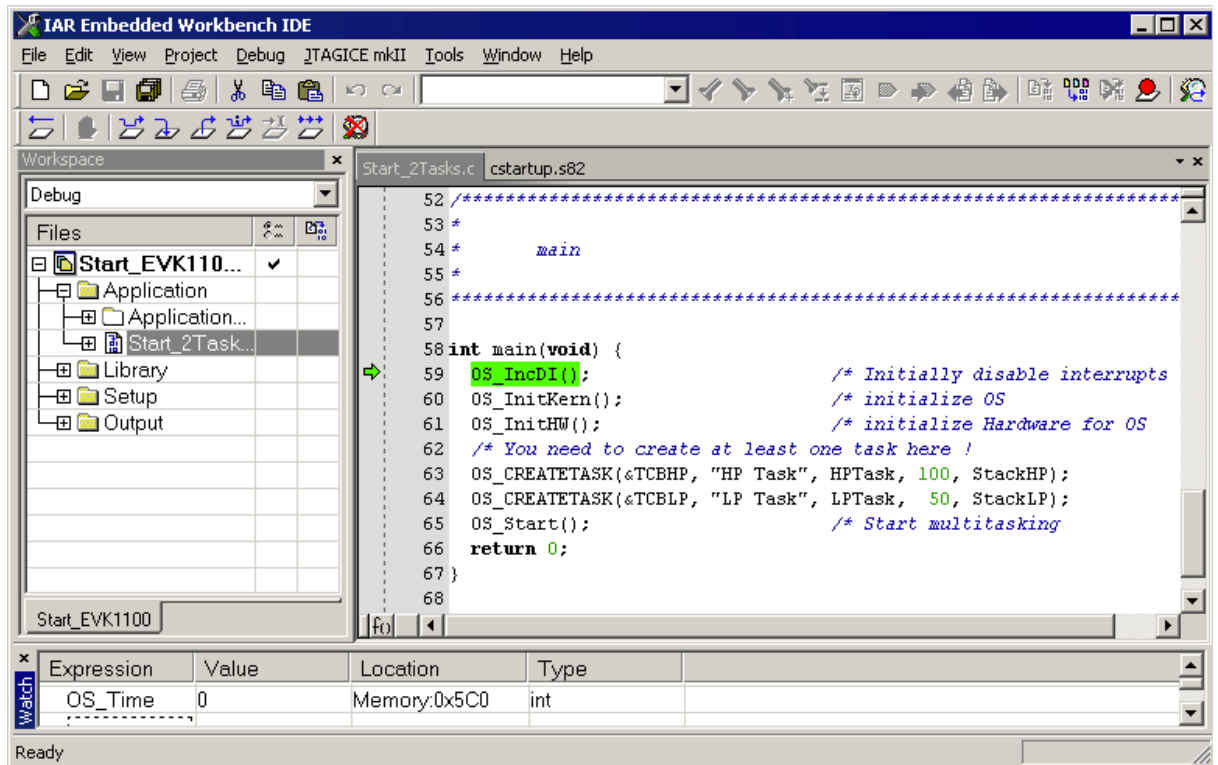 IAR Embedded Workbench IDE
File Edit View Project Debug JTAGICE mkII Tools Window Help
Workspace
Debug
Files
Start_EVK110...
Application
Application...
Start_2Task...
Library
Setup
Output
Start_EVK1100
Start_2Tasks.c cstartup.s82
52 /*******************************************************************************
53 *
54 *       main
55 *
56 ********************************************************************************
57
58 int main(void) {
59   OS_IncDI();                      /* Initially disable interrupts
60   OS_InitKern();                   /* initialize OS
61   OS_InitHW();                     /* initialize Hardware for OS
62   /* You need to create at least one task here !
63   OS_CREATETASK(&TCBHP, "HP Task", HPTask, 100, StackHP);
64   OS_CREATETASK(&TCBLP, "LP Task", LPTask,  50, StackLP);
65   OS_Start();                      /* Start multitasking
66   return 0;
67 }
68
Watch
Expression Value Location Type
OS_Time 0 Memory:0x5C0 int
Ready